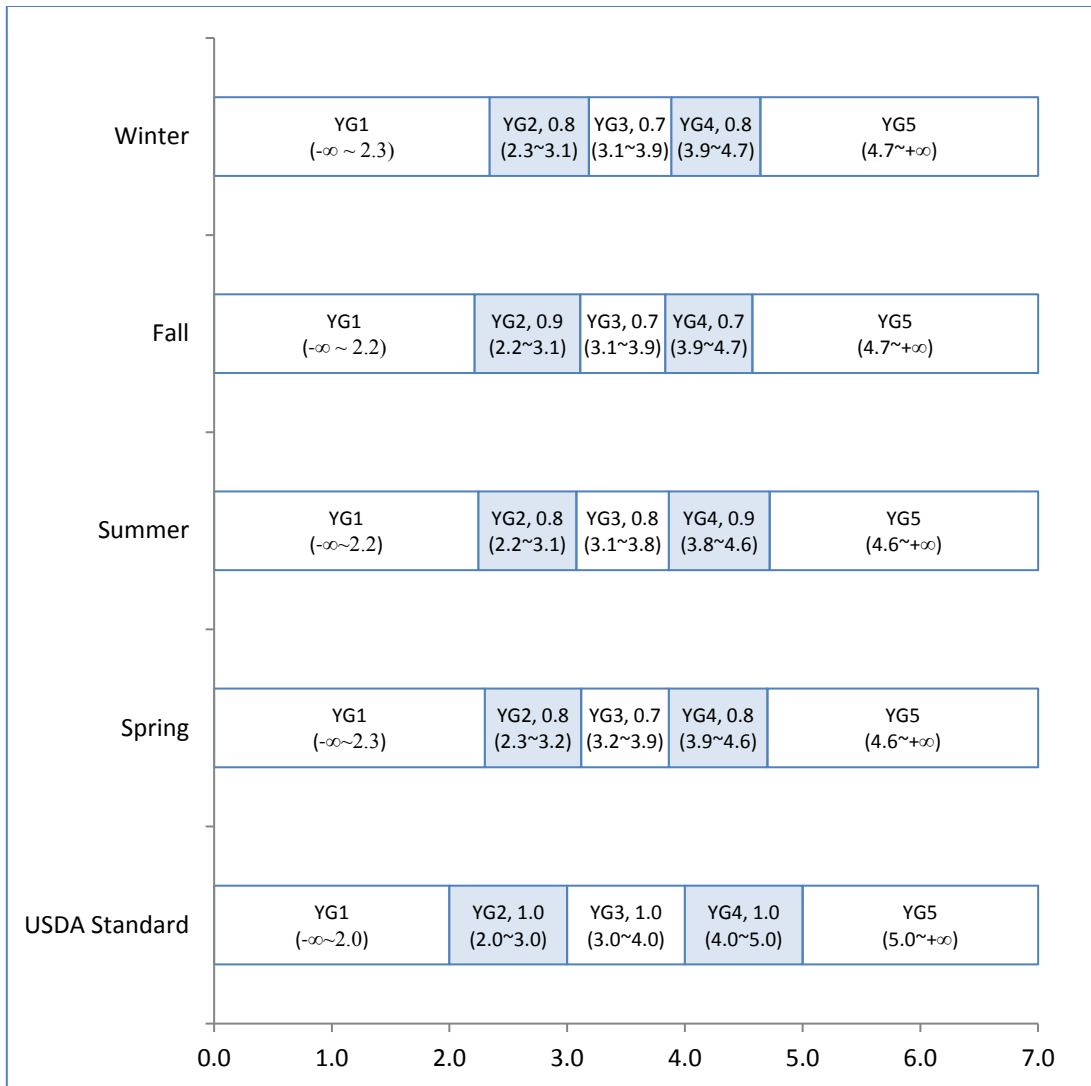 Winter
YG1
(-∞ ~ 2.3)
YG2, 0.8
(2.3~3.1)
YG3, 0.7
(3.1~3.9)
YG4, 0.8
(3.9~4.7)
YG5
(4.7~+∞)
Fall
YG1
(-∞ ~ 2.2)
YG2, 0.9
(2.2~3.1)
YG3, 0.7
(3.1~3.9)
YG4, 0.7
(3.9~4.7)
YG5
(4.7~+∞)
Summer
YG1
(-∞~2.2)
YG2, 0.8
(2.2~3.1)
YG3, 0.8
(3.1~3.8)
YG4, 0.9
(3.8~4.6)
YG5
(4.6~+∞)
Spring
YG1
(-∞~2.3)
YG2, 0.8
(2.3~3.2)
YG3, 0.7
(3.2~3.9)
YG4, 0.8
(3.9~4.6)
YG5
(4.6~+∞)
USDA Standard
YG1
(-∞~2.0)
YG2, 1.0
(2.0~3.0)
YG3, 1.0
(3.0~4.0)
YG4, 1.0
(4.0~5.0)
YG5
(5.0~+∞)
0.0 1.0 2.0 3.0 4.0 5.0 6.0 7.0